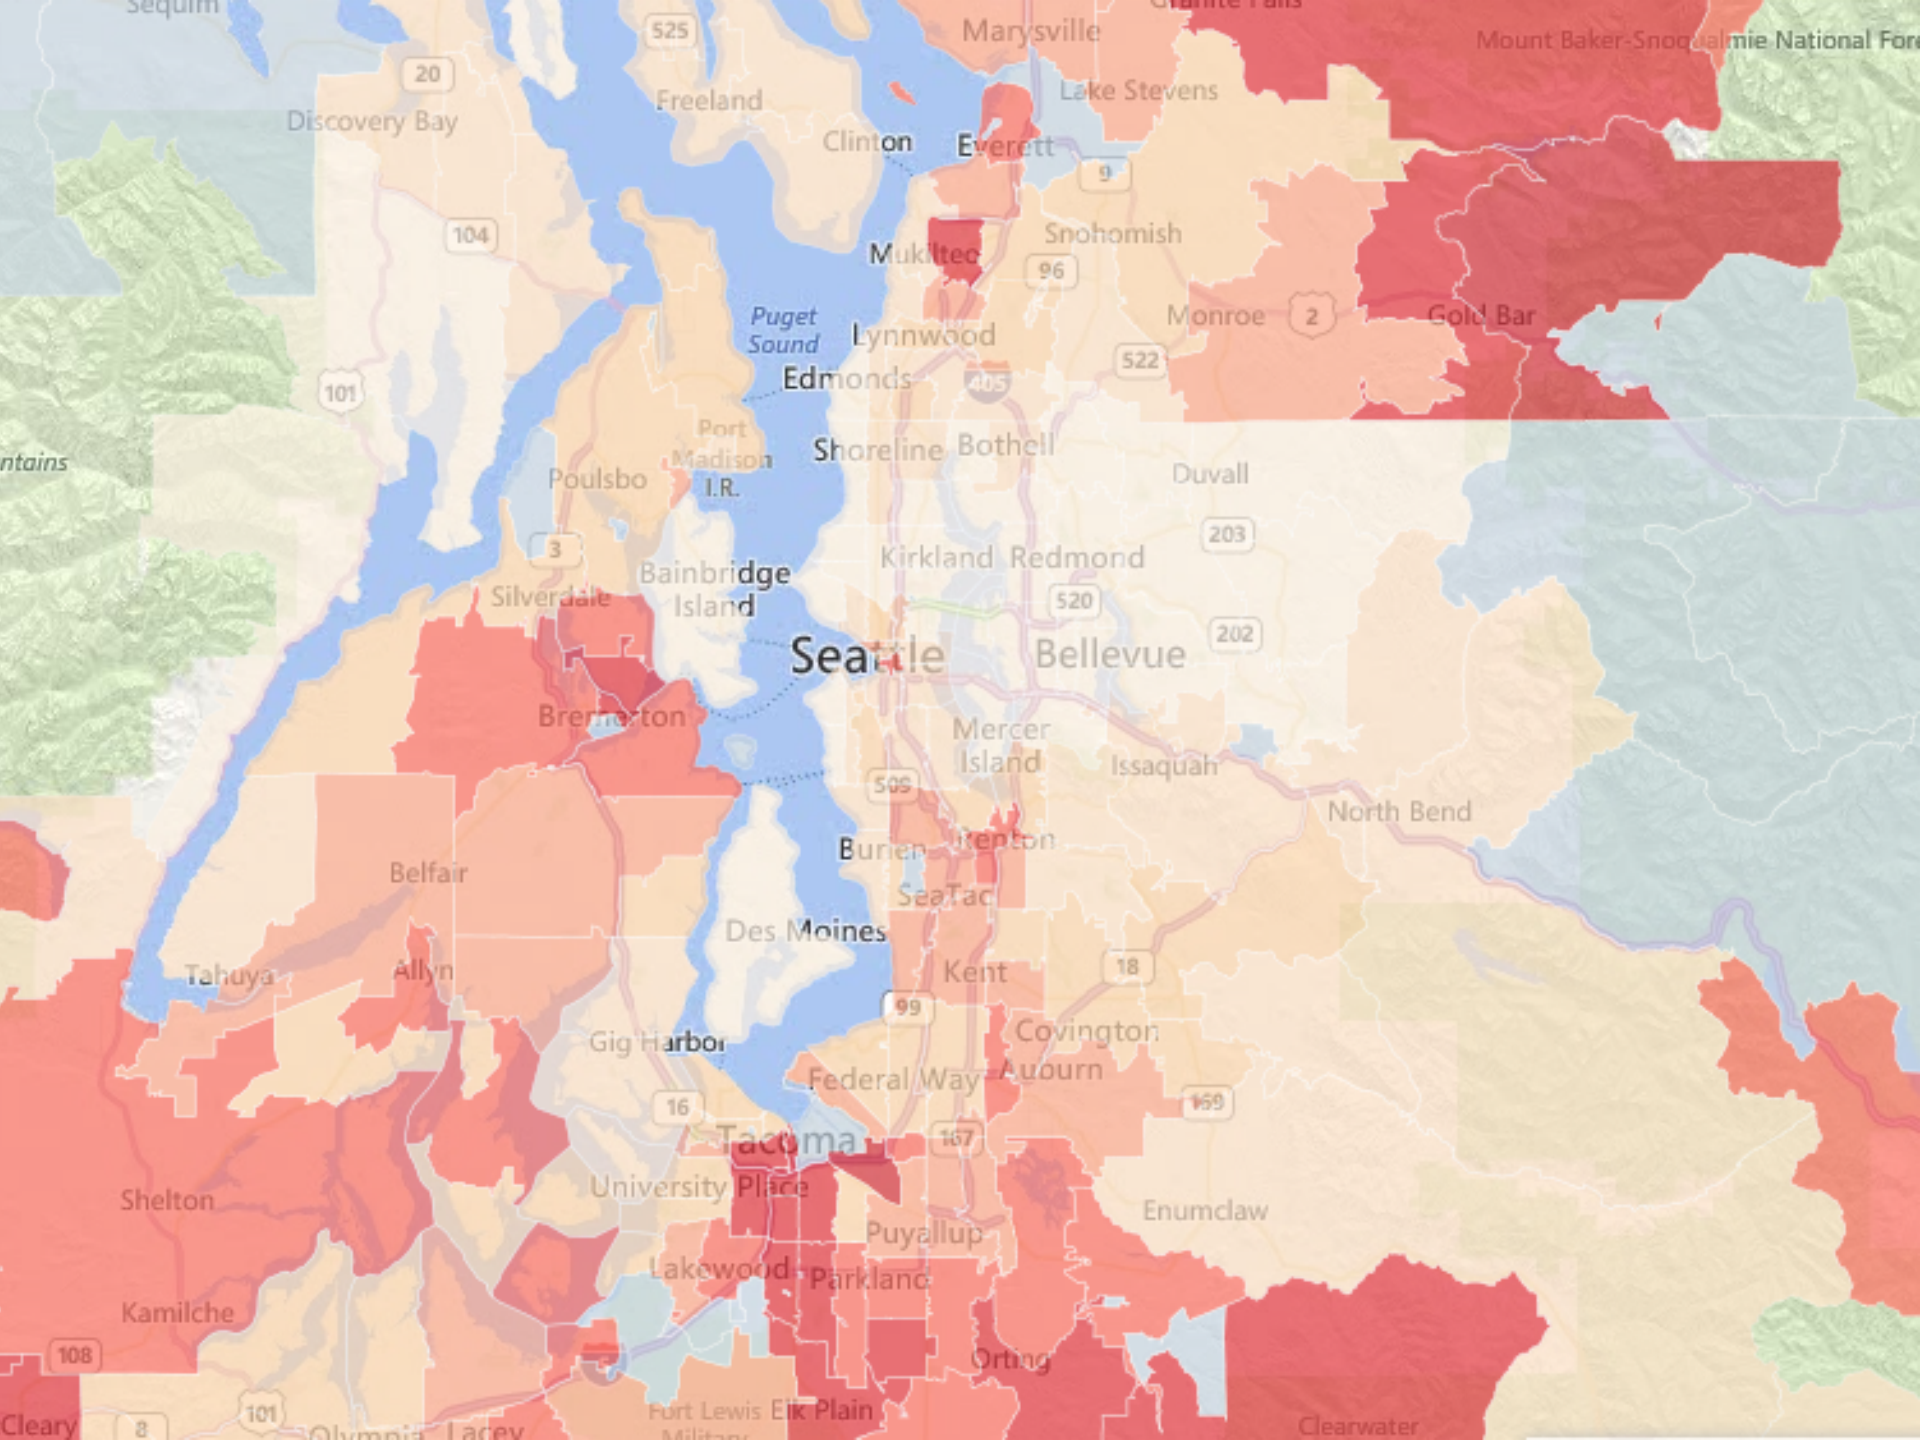 Sequim
525
Marysville
Granite Falls
Mount Baker-Snoqualmie National Fore
20
Freeland
Lake Stevens
Discovery Bay
Clinton
Everett
9
104
Mukilteo
Snohomish
96
Puget
Sound
Lynnwood
Monroe
2
Gold Bar
522
101
Edmonds
405
Port
Madison
I.R.
Shoreline
Bothell
ntains
Poulsbo
Duvall
203
3
Kirkland
Redmond
Bainbridge
Island
Silverdale
520
202
Seattle
Bellevue
Bremerton
Mercer
Island
509
Issaquah
North Bend
Burien
Renton
Belfair
SeaTac
Des Moines
Tahuya
Allyn
Kent
18
99
Gig Harbor
Covington
Federal Way
Auburn
16
169
Tacoma
167
University Place
Shelton
Enumclaw
Puyallup
Lakewood
Parkland
Kamilche
108
Orting
Cleary
8
101
Olympia
Lacey
Fort Lewis
Military
Elk Plain
Clearwater